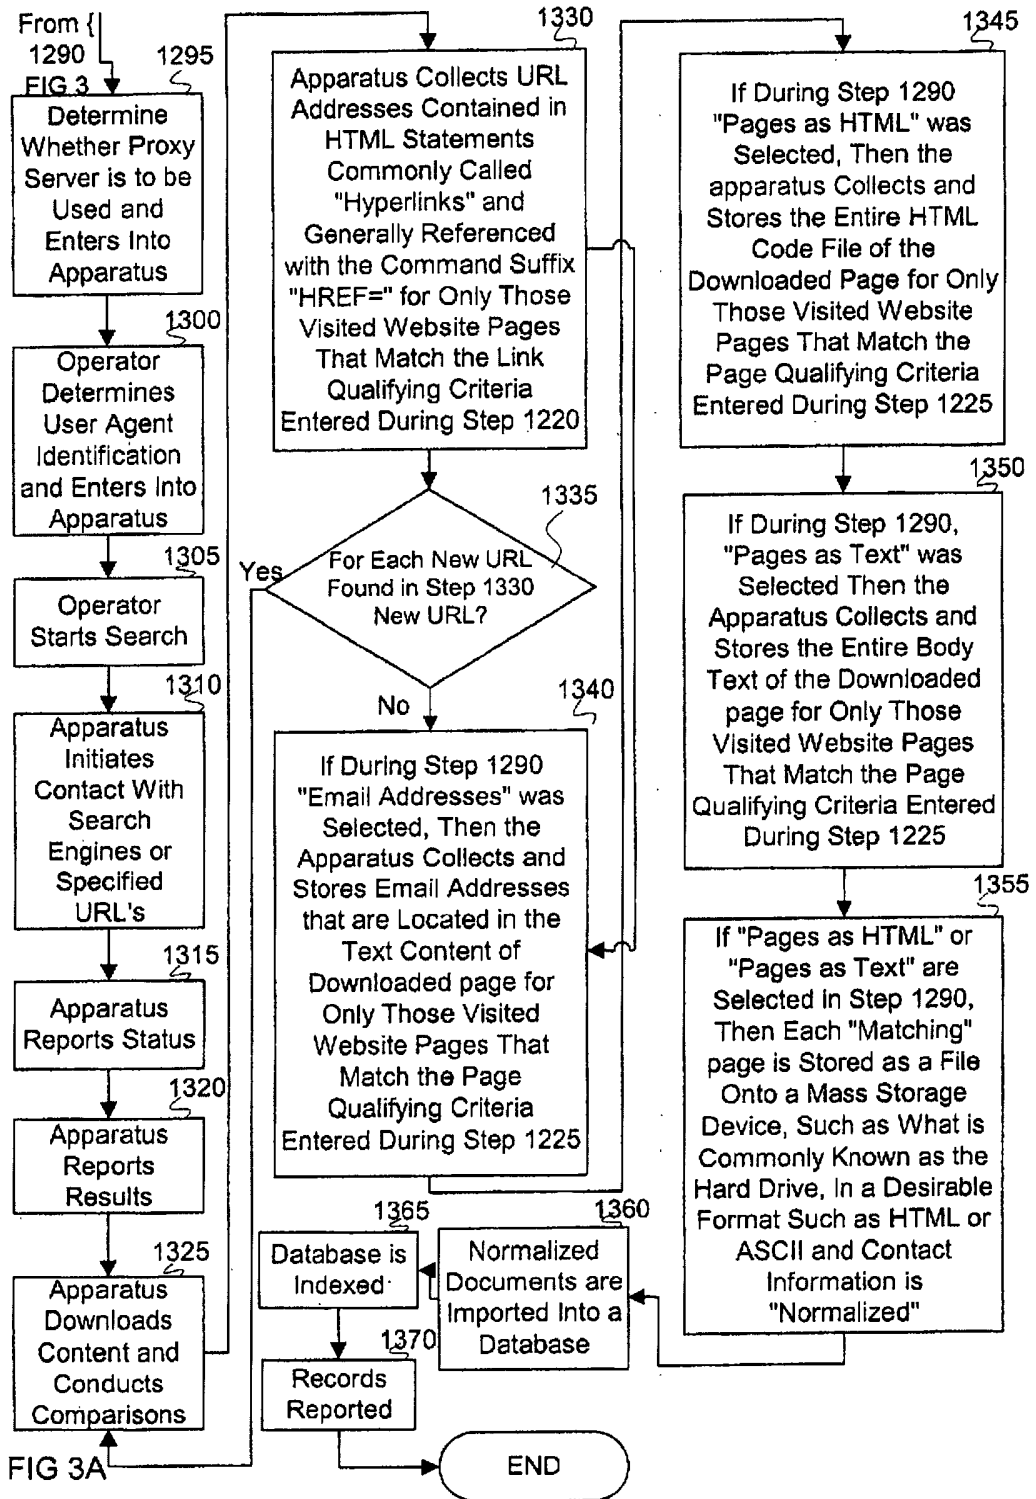 From {
1290
FIG 3
1295
Determine
Whether Proxy
Server is to be
Used and
Enters Into
Apparatus
1300
Operator
Determines
User Agent
Identification
and Enters Into
Apparatus
1305
Operator
Starts Search
1310
Apparatus
Initiates
Contact With
Search
Engines or
Specified
URL's
1315
Apparatus
Reports Status
1320
Apparatus
Reports
Results
1325
Apparatus
Downloads
Content and
Conducts
Comparisons
FIG 3A
1330
Apparatus Collects URL
Addresses Contained in
HTML Statements
Commonly Called
"Hyperlinks" and
Generally Referenced
with the Command Suffix
"HREF=" for Only Those
Visited Website Pages
That Match the Link
Qualifying Criteria
Entered During Step 1220
1335
Yes
For Each New URL
Found in Step 1330
New URL?
No
1340
If During Step 1290
"Email Addresses" was
Selected, Then the
Apparatus Collects and
Stores Email Addresses
that are Located in the
Text Content of
Downloaded page for
Only Those Visited
Website Pages That
Match the Page
Qualifying Criteria
Entered During Step 1225
1345
If During Step 1290
"Pages as HTML" was
Selected, Then the
apparatus Collects and
Stores the Entire HTML
Code File of the
Downloaded Page for Only
Those Visited Website
Pages That Match the
Page Qualifying Criteria
Entered During Step 1225
1350
If During Step 1290,
"Pages as Text" was
Selected Then the
Apparatus Collects and
Stores the Entire Body
Text of the Downloaded
page for Only Those
Visited Website Pages
That Match the Page
Qualifying Criteria Entered
During Step 1225
1355
If "Pages as HTML" or
"Pages as Text" are
Selected in Step 1290,
Then Each "Matching"
page is Stored as a File
Onto a Mass Storage
Device, Such as What is
Commonly Known as the
Hard Drive, In a Desirable
Format Such as HTML or
ASCII and Contact
Information is
"Normalized"
1360
Normalized
Documents are
Imported Into a
Database
1365
Database is
Indexed
1370
Records
Reported
END